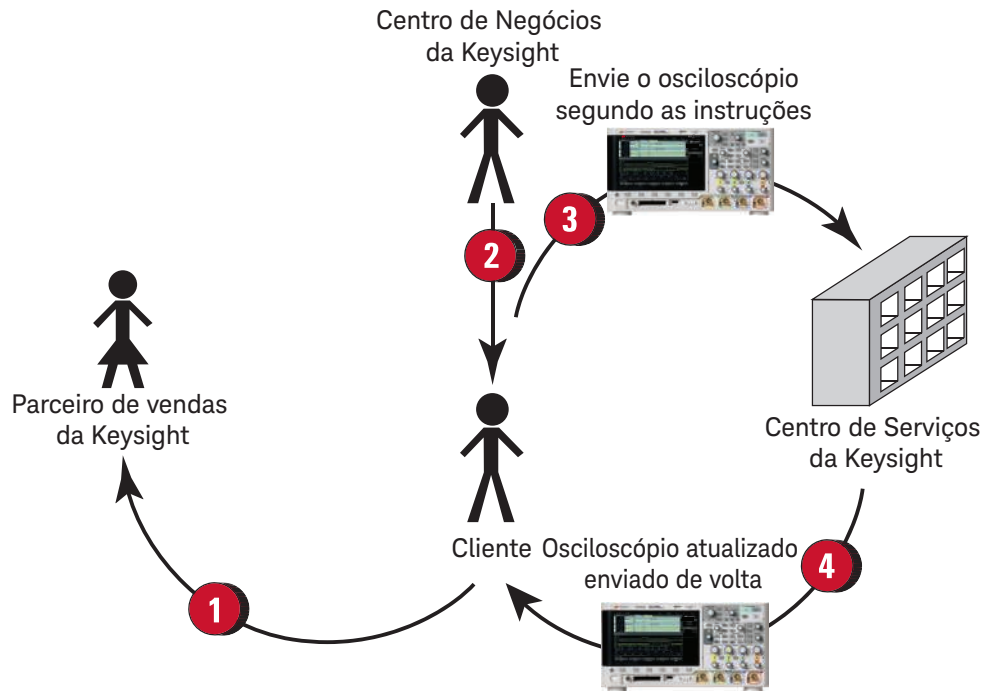 Centro de Negócios
da Keysight
Envie o osciloscópio
segundo as instruções
3
2
Parceiro de vendas
da Keysight
Centro de Serviços
da Keysight
Cliente
Osciloscópio atualizado
enviado de volta
4
1